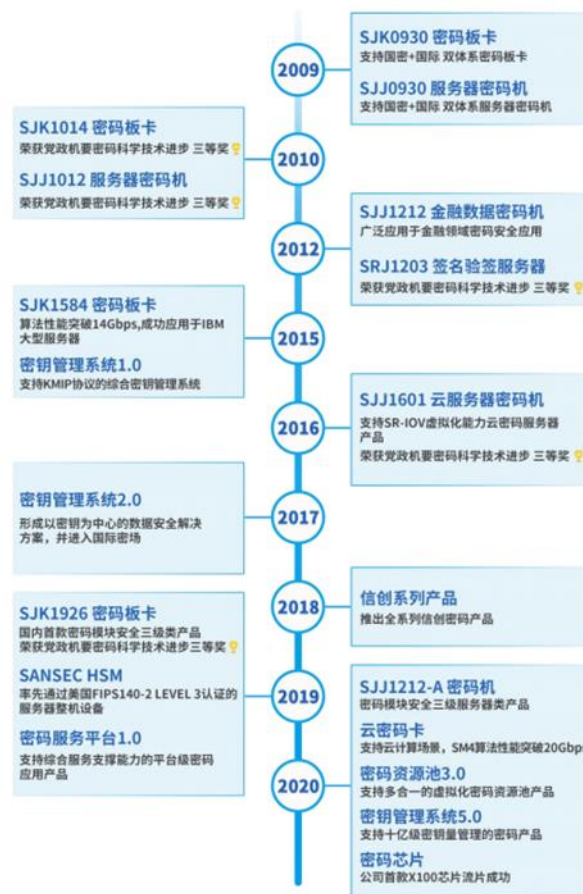 2009
SJK0930 密码板卡
支持国密+国际 双体系密码板卡
SJJ0930 服务器密码机
支持国密+国际 双体系服务器密码机
2010
SJK1014 密码板卡
荣获党政机要密码科学技术进步 三等奖
SJJ1012 服务器密码机
荣获党政机要密码科学技术进步 三等奖
2012
SJJ1212 金融数据密码机
广泛应用于金融领域密码安全应用
SRJ1203 签名验签服务器
荣获党政机要密码科学技术进步 三等奖
2015
SJK1584 密码板卡
算法性能突破14Gbps,成功应用于IBM
大型服务器
密钥管理系统1.0
支持KMIP协议的综合密钥管理系统
2016
SJJ1601 云服务器密码机
支持SR-IOV虚拟化能力云密码服务器
产品
荣获党政机要密码科学技术进步 三等奖
2017
密钥管理系统2.0
形成以密钥为中心的数据安全解决
方案，并进入国际密场
2018
信创系列产品
推出全系列信创密码产品
2019
SJK1926 密码板卡
国内首款密码模块安全三级类产品
荣获党政机要密码科学技术进步三等奖
SANSEC HSM
率先通过美国FIPS140-2 LEVEL 3认证的
服务器整机设备
密码服务平台1.0
支持综合服务支撑能力的平台级密码
应用产品
2020
SJJ1212-A 密码机
密码模块安全三级服务器类产品
云密码卡
支持云计算场景，SM4算法性能突破20Gbps
密码资源池3.0
支持多合一的虚拟化密码资源池产品
密钥管理系统5.0
支持十亿级密钥量管理的密码产品
密码芯片
公司首款X100芯片流片成功